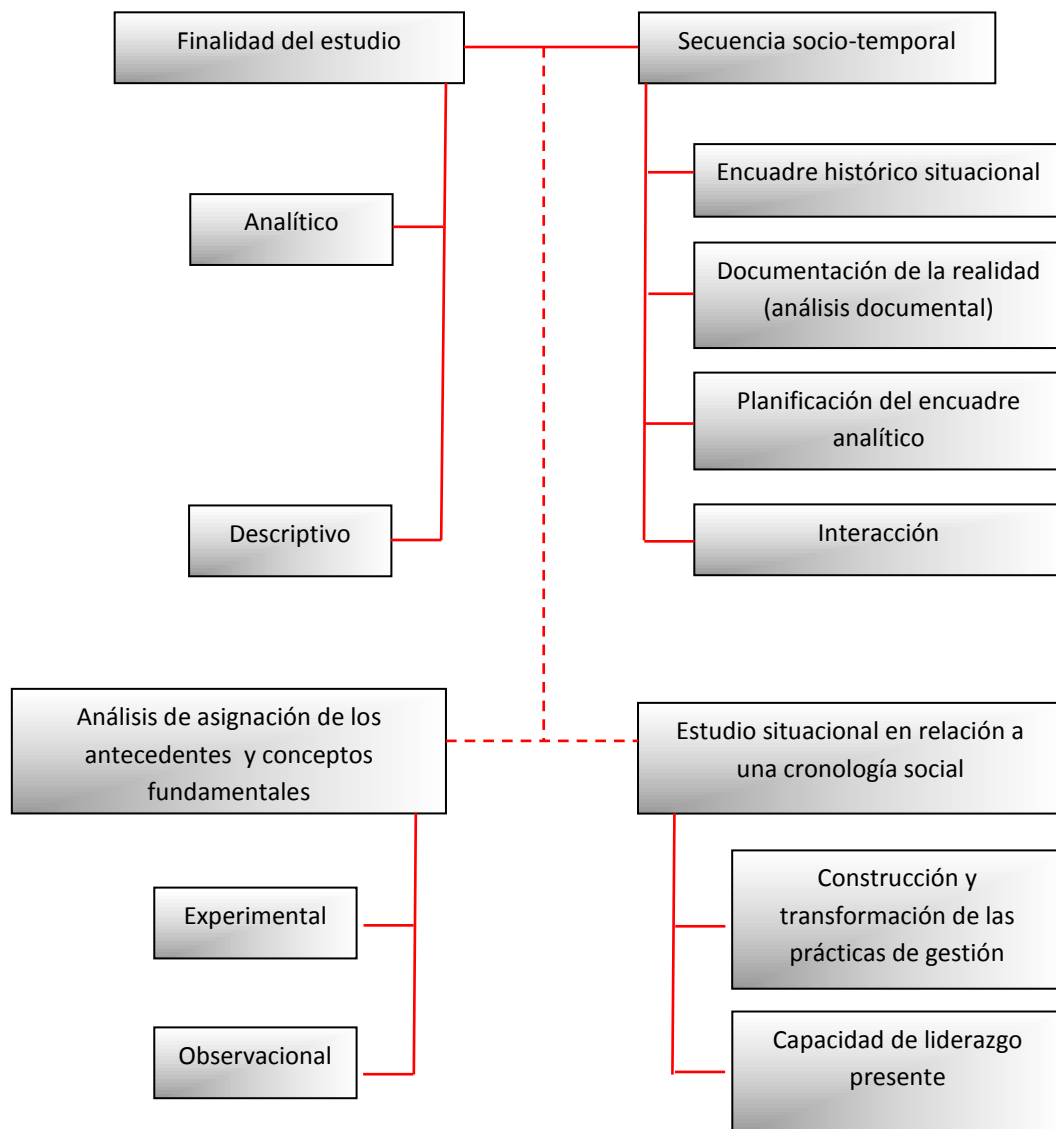 Finalidad del estudio
Secuencia socio-temporal
Encuadre histórico situacional
Analítico
Documentación de la realidad
(análisis documental)
Planificación del encuadre
analítico
Descriptivo
Interacción
Análisis de asignación de los
antecedentes y conceptos
fundamentales
Estudio situacional en relación a
una cronología social
Experimental
Construcción y
transformación de las
prácticas de gestión
Observacional
Capacidad de liderazgo
presente